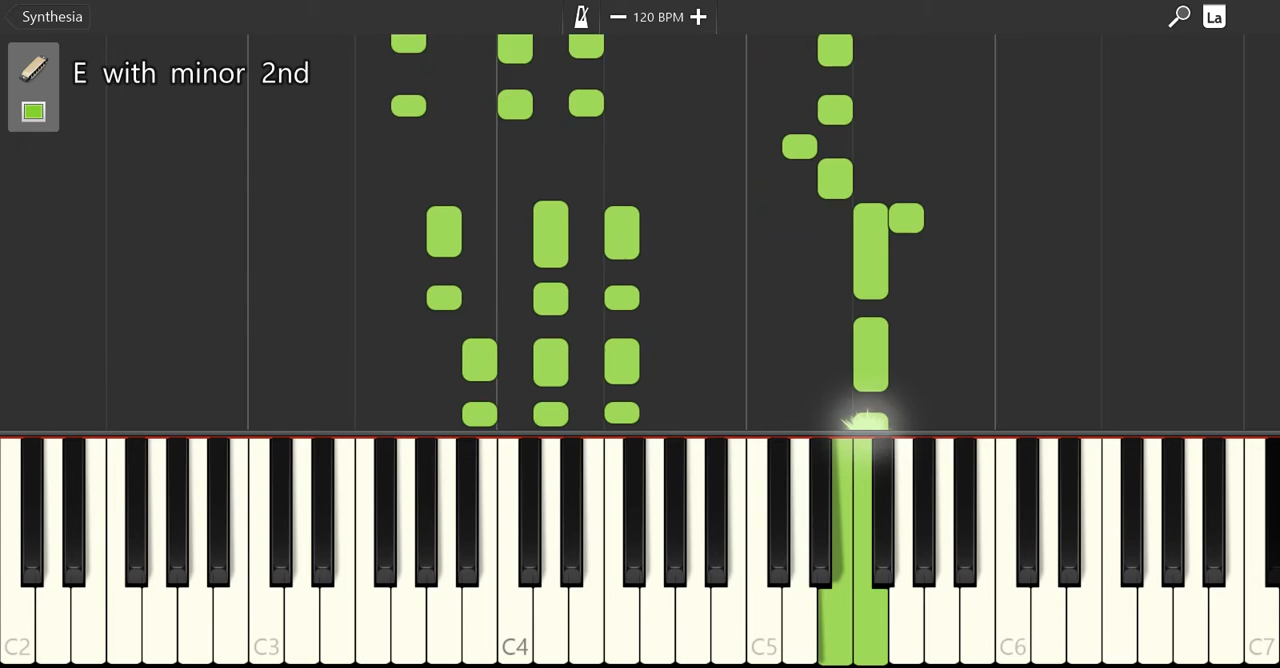 Synthesia
120 BPM
La
E with minor 2nd
C2 C3 C4 C5 C6 C7